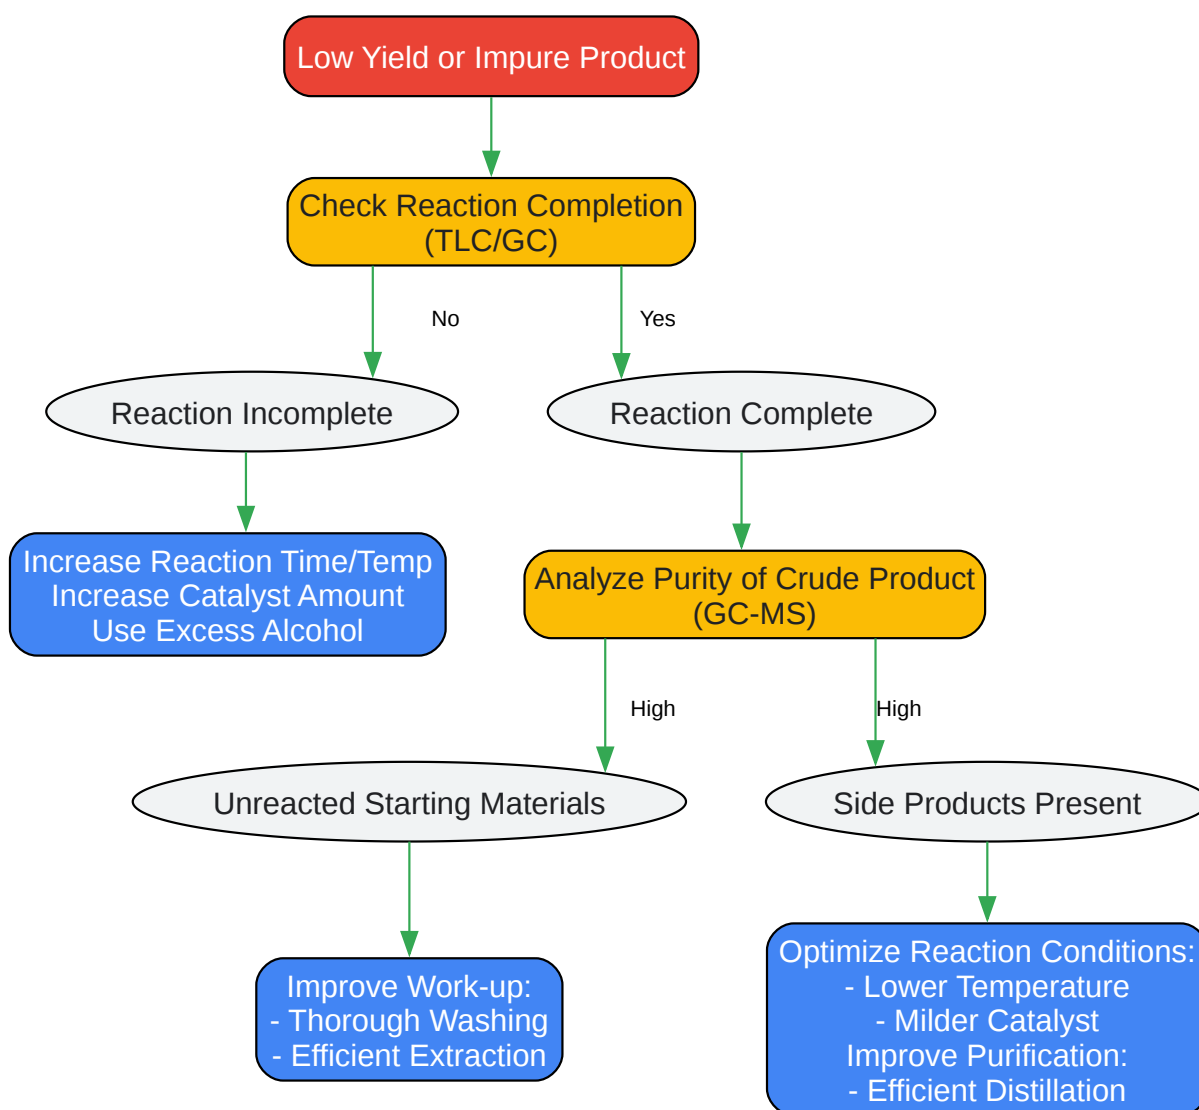 Low Yield or Impure Product
Check Reaction Completion
(TLC/GC)
No
Yes
Reaction Incomplete
Reaction Complete
Increase Reaction Time/Temp
Increase Catalyst Amount
Use Excess Alcohol
Analyze Purity of Crude Product
(GC-MS)
High
High
Unreacted Starting Materials
Side Products Present
Improve Work-up:
- Thorough Washing
- Efficient Extraction
Optimize Reaction Conditions:
- Lower Temperature
- Milder Catalyst
Improve Purification:
- Efficient Distillation